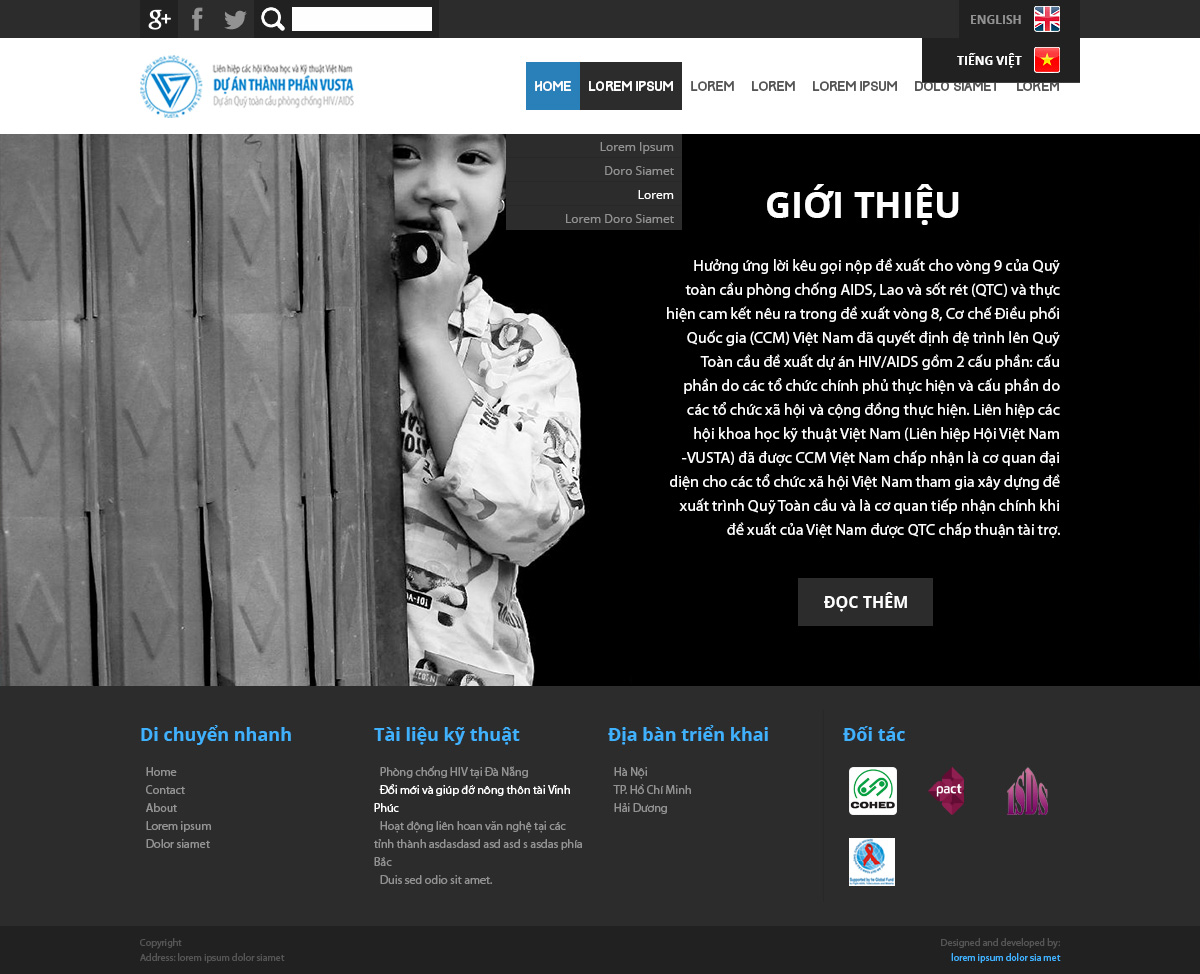 g+ f
ENGLISH
TIẾNG VIỆT
Liên hiệp các hội Khoa học và Kỹ thuật Việt Nam
DỰ ÁN THÀNH PHẦN VUSTA
Dự án Quỹ toàn cầu phòng chống HIV/AIDS
VUSTA
HOME LOREM IPSUM LOREM LOREM LOREM IPSUM DOLO SIAMET LOREM
Lorem Ipsum
Doro Siamet
Lorem
Lorem Doro Siamet
GIỚI THIỆU
Hưởng ứng lời kêu gọi nộp đề xuất cho vòng 9 của Quỹ
toàn cầu phòng chống AIDS, Lao và sốt rét (QTC) và thực
hiện cam kết nêu ra trong đề xuất vòng 8, Cơ chế Điều phối
Quốc gia (CCM) Việt Nam đã quyết định đệ trình lên Quỹ
Toàn cầu đề xuất dự án HIV/AIDS gồm 2 cấu phần: cấu
phần do các tổ chức chính phủ thực hiện và cấu phần do
các tổ chức xã hội và cộng đồng thực hiện. Liên hiệp các
hội khoa học kỹ thuật Việt Nam (Liên hiệp Hội Việt Nam
-VUSTA) đã được CCM Việt Nam chấp nhận là cơ quan đại
diện cho các tổ chức xã hội Việt Nam tham gia xây dựng đề
xuất trình Quỹ Toàn cầu và là cơ quan tiếp nhận chính khi
đề xuất của Việt Nam được QTC chấp thuận tài trợ.
ĐỌC THÊM
Di chuyển nhanh
Home
Contact
About
Lorem ipsum
Dolor siamet
Tài liệu kỹ thuật
Phòng chống HIV tại Đà Nẵng
Đổi mới và giúp đỡ nông thôn tài Vính
Phúc
Hoạt động liên hoan văn nghệ tại các
tỉnh thành asdasdasd asd asd s asdas phía
Bắc
Duis sed odio sit amet.
Địa bàn triển khai
Hà Nội
TP. Hồ Chí Minh
Hải Dương
Đối tác
COHED
pact
Copyright
Address: lorem ipsum dolor siamet
Designed and developed by:
lorem ipsum dolor sia met